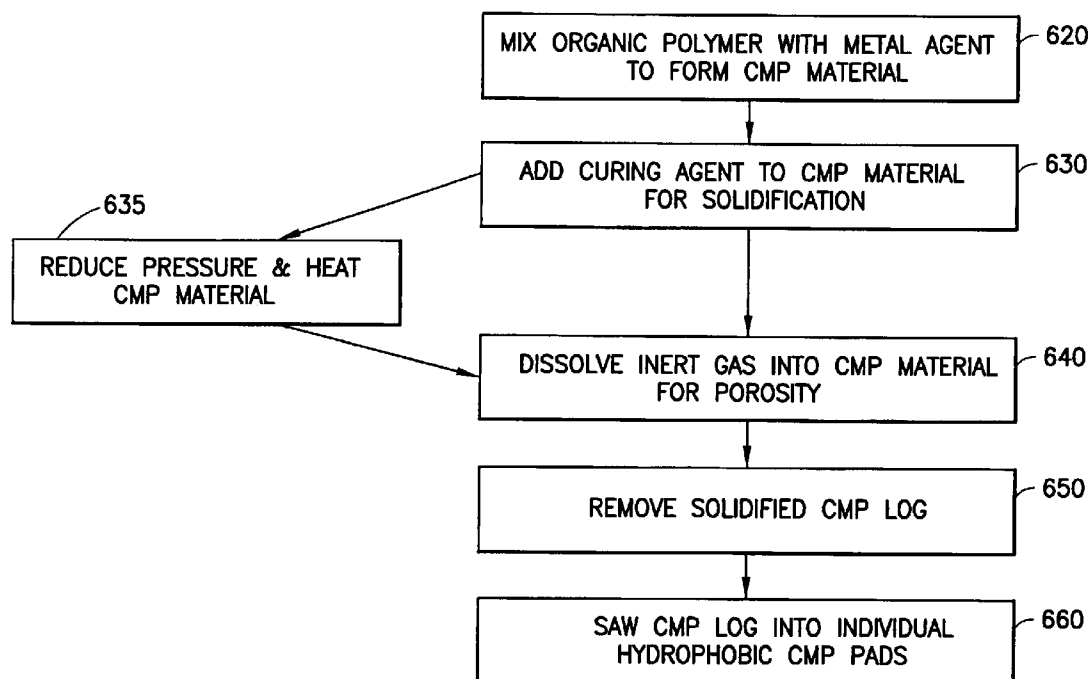 MIX ORGANIC POLYMER WITH METAL AGENT
TO FORM CMP MATERIAL
620
ADD CURING AGENT TO CMP MATERIAL
FOR SOLIDIFICATION
630
635
REDUCE PRESSURE & HEAT
CMP MATERIAL
DISSOLVE INERT GAS INTO CMP MATERIAL
FOR POROSITY
640
REMOVE SOLIDIFIED CMP LOG
650
SAW CMP LOG INTO INDIVIDUAL
HYDROPHOBIC CMP PADS
660